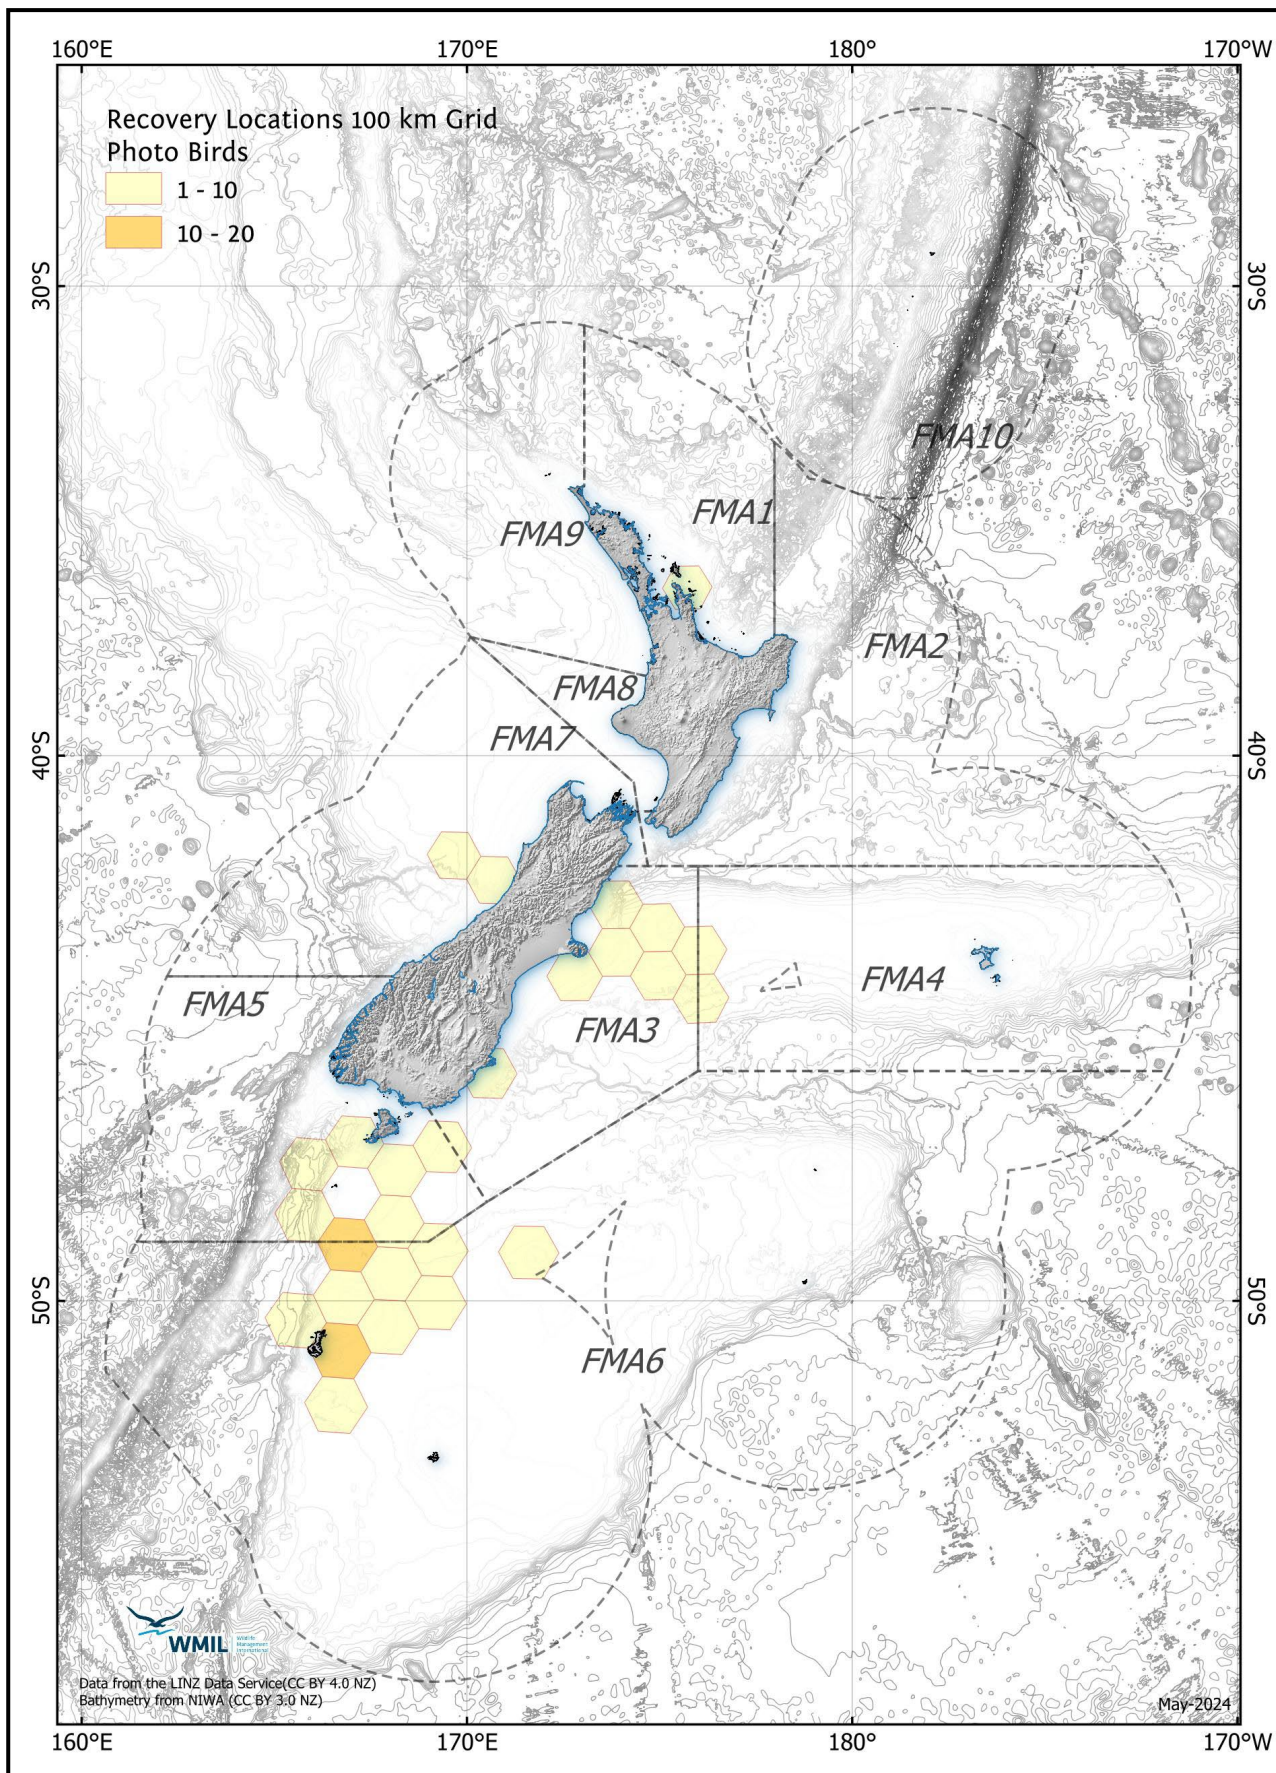 160°E
170°E
180°
170°W
Recovery Locations 100 km Grid
Photo Birds
1 - 10
10 - 20
30°S
30°S
FMA10
FMA1
FMA9
FMA2
FMA8
FMA7
40°S
40°S
FMA4
FMA5
FMA3
50°S
50°S
FMA6
WMIL
Wildlife
Management
International
Data from the LINZ Data Service(CC BY 4.0 NZ)
Bathymetry from NIWA (CC BY 3.0 NZ)
May-2024
160°E
170°E
180°
170°W